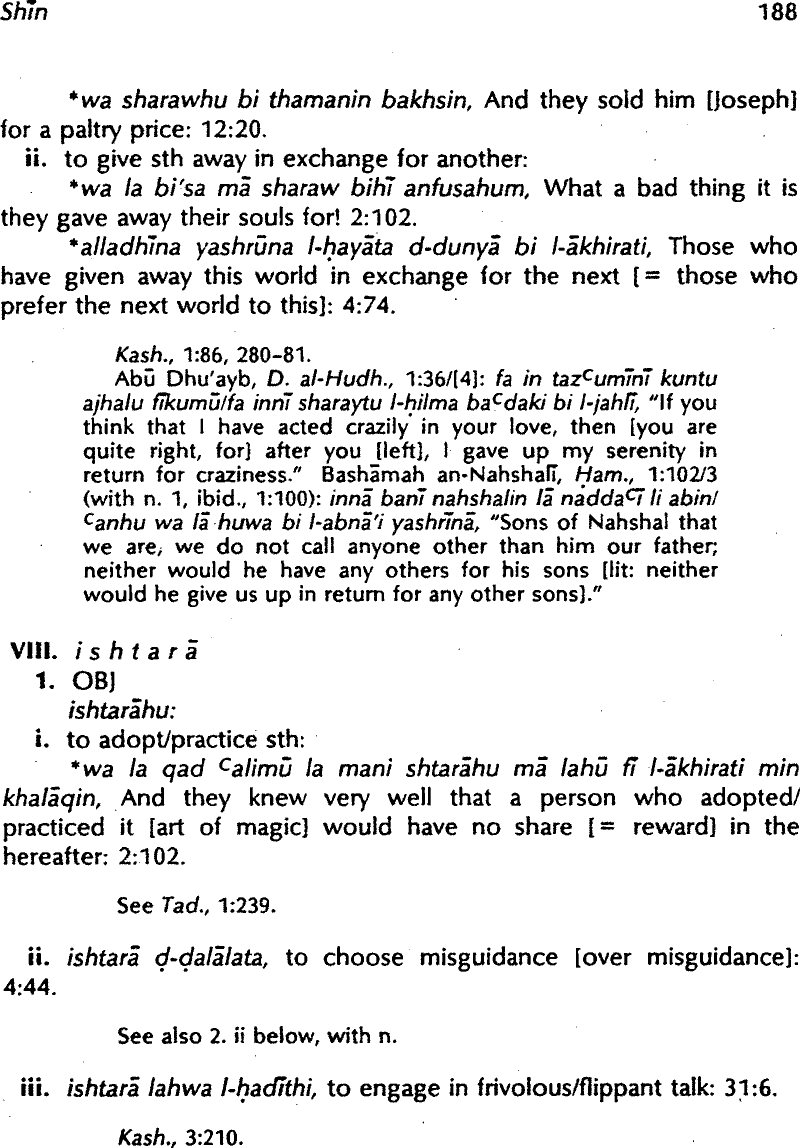 Shīn 188
*wa sharawhu bi thamanin bakhsin, And they sold him [Joseph]
for a paltry price: 12:20.
ii. to give sth away in exchange for another:
*wa la bi'sa mā sharaw bihī anfusahum, What a bad thing it is
they gave away their souls for! 2:102.
*alladhīna yashrūna l-ḥayāta d-dunyā bi l-ākhirati, Those who
have given away this world in exchange for the next [= those who
prefer the next world to this]: 4:74.
Kash., 1:86, 280–81.
Abū Dhu'ayb, D. al-Hudh., 1:36/[4]: fa in tazᶜumīnī kuntu
ajhalu fīkumū/fa innī sharaytu l-ḥilma baᶜdaki bi l-jahlī, "If you
think that I have acted crazily in your love, then [you are
quite right, for] after you [left], I gave up my serenity in
return for craziness." Bashāmah an-Nahshalī, Ḥam., 1:102/3
(with n. 1, ibid., 1:100): innā banī nahshalin lā naddaᶜī li abin/
ᶜanhu wa lā huwa bi l-abnā'i yashrīnā, "Sons of Nahshal that
we are, we do not call anyone other than him our father;
neither would he have any others for his sons [lit: neither
would he give us up in return for any other sons]."
VIII. i s h t a r ā
1. OBJ
ishtarāhu:
i. to adopt/practice sth:
*wa la qad ᶜalimū la mani shtarāhu mā lahū fī l-ākhirati min
khalāqin, And they knew very well that a person who adopted/
practiced it [art of magic] would have no share [= reward] in the
hereafter: 2:102.
See Tad., 1:239.
ii. ishtarā ḍ-ḍalālata, to choose misguidance [over misguidance]:
4:44.
See also 2. ii below, with n.
iii. ishtarā lahwa l-ḥadīthi, to engage in frivolous/flippant talk: 31:6.
Kash., 3:210.